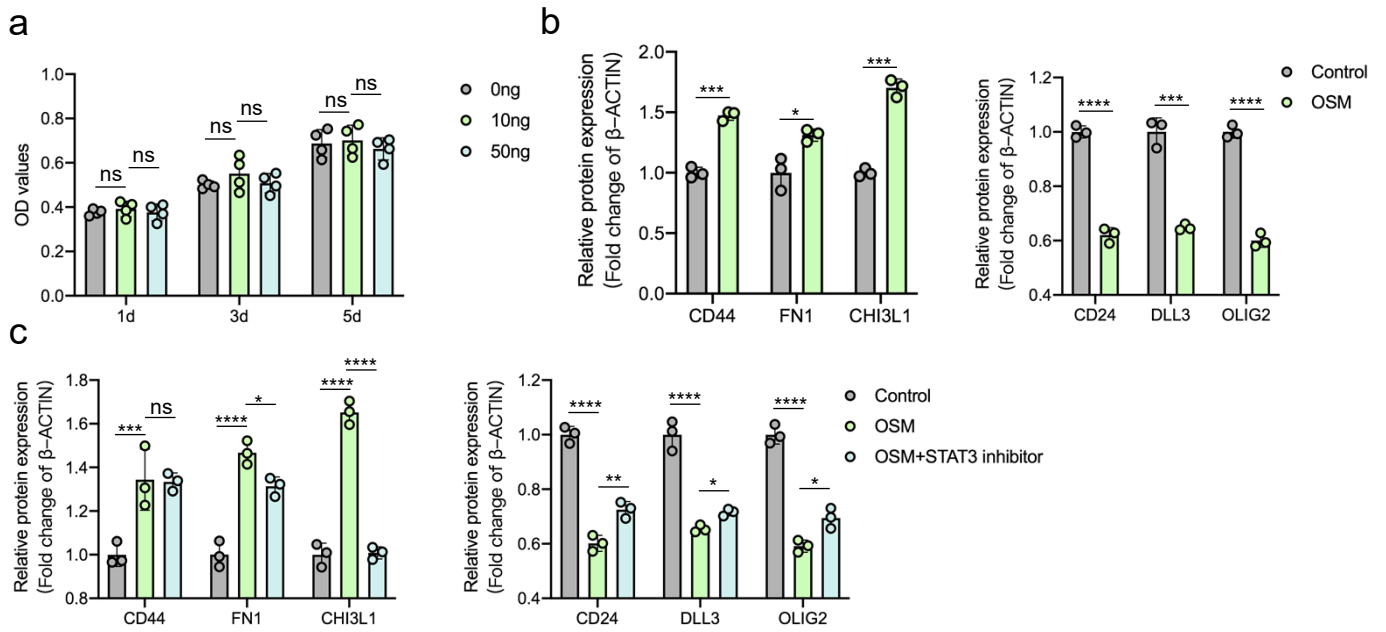 a
OD values
1.0
0.8
0.6
0.4
0.2
0.0
ns
ns
ns
ns
ns
ns
1d
3d
5d
0ng
10ng
50ng
b
Relative protein expression
(Fold change of β–ACTIN)
2.0
1.5
1.0
0.5
0.0
***
*
***
CD44
FN1
CHI3L1
Relative protein expression
(Fold change of β–ACTIN)
1.2
1.0
0.8
0.6
0.4
****
***
****
CD24
DLL3
OLIG2
Control
OSM
c
Relative protein expression
(Fold change of β–ACTIN)
1.8
1.6
1.4
1.2
1.0
0.8
***
ns
****
*
****
****
CD44
FN1
CHI3L1
Relative protein expression
(Fold change of β–ACTIN)
1.2
1.0
0.8
0.6
0.4
****
**
****
*
****
*
CD24
DLL3
OLIG2
Control
OSM
OSM+STAT3 inhibitor